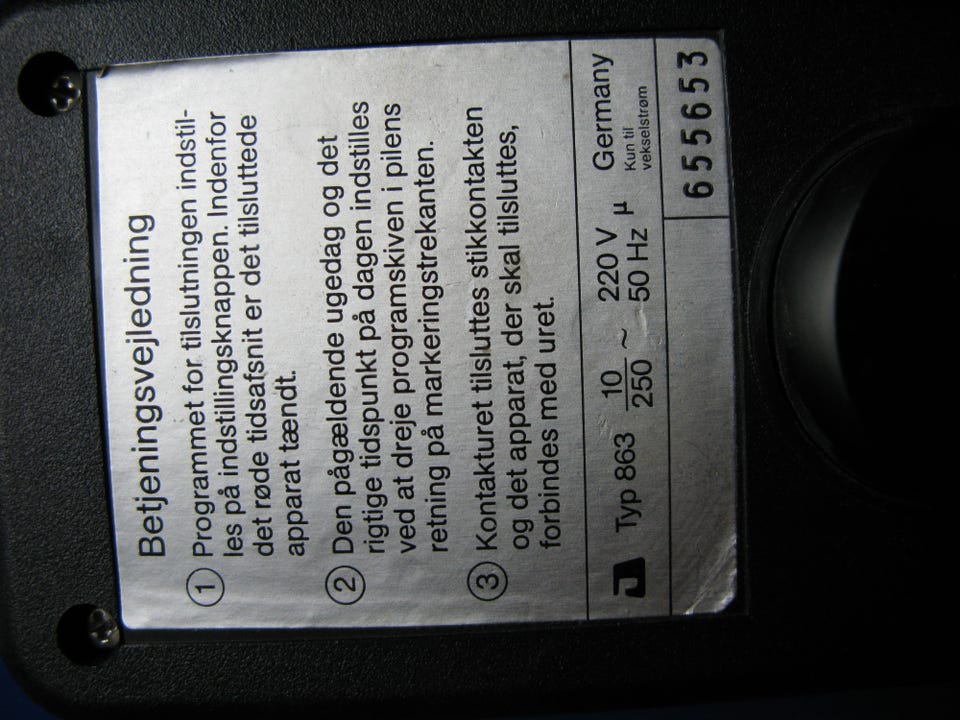 Betjeningsvejledning
1 Programmet for tilslutningen indstil-
les på indstillingsknappen. Indenfor
det røde tidsafsnit er det tilsluttede
apparat tændt.
2 Den pågældende ugedag og det
rigtige tidspunkt på dagen indstilles
ved at dreje programskiven i pilens
retning på markeringstrekanten.
3 Kontakturet tilsluttes stikkontakten
og det apparat, der skal tilsluttes,
forbindes med uret.
J Typ 863 10/250 ~ 220 V Germany
50 Hz µ Kun til
vekselstrøm
655653